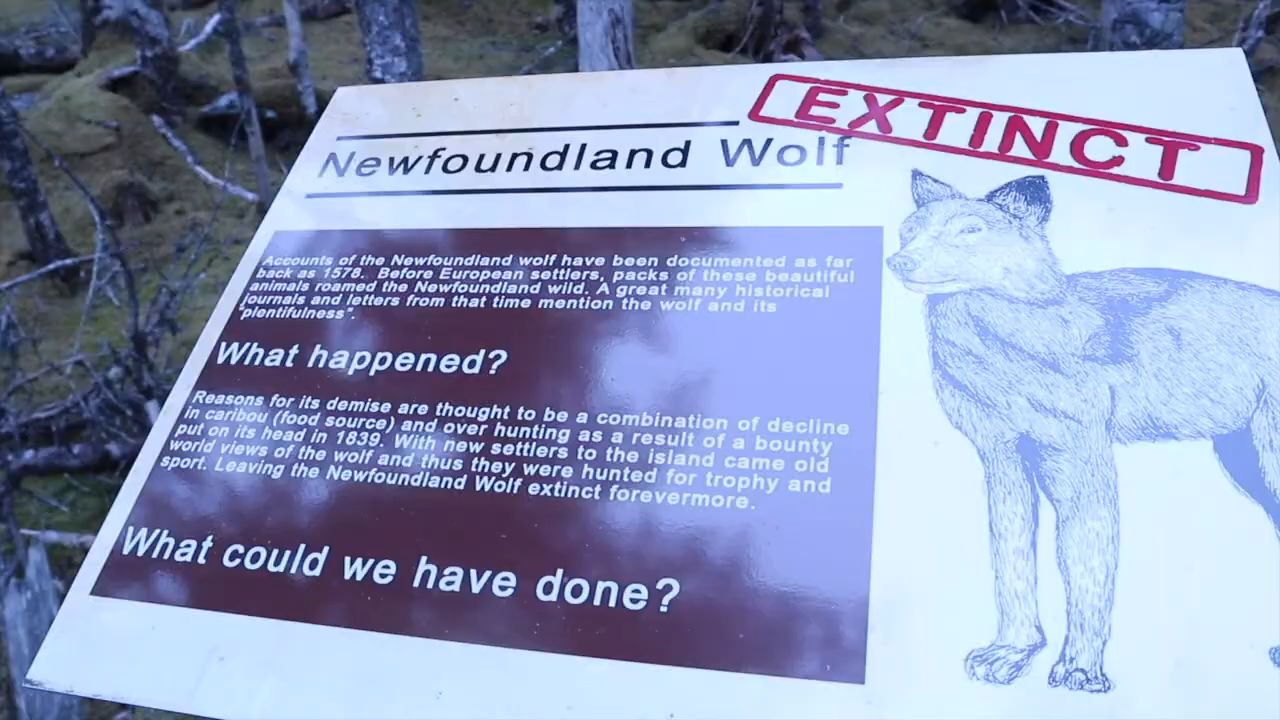 EXTINCT
Newfoundland Wolf
Accounts of the Newfoundland wolf have been documented as far
back as 1578. Before European settlers, packs of these beautiful
animals roamed the Newfoundland wild. A great many historical
journals and letters from that time mention the wolf and its
"plentifulness".
What happened?
Reasons for its demise are thought to be a combination of decline
in caribou (food source) and over hunting as a result of a bounty
put on its head in 1839. With new settlers to the island came old
world views of the wolf and thus they were hunted for trophy and
sport. Leaving the Newfoundland Wolf extinct forevermore.
What could we have done?